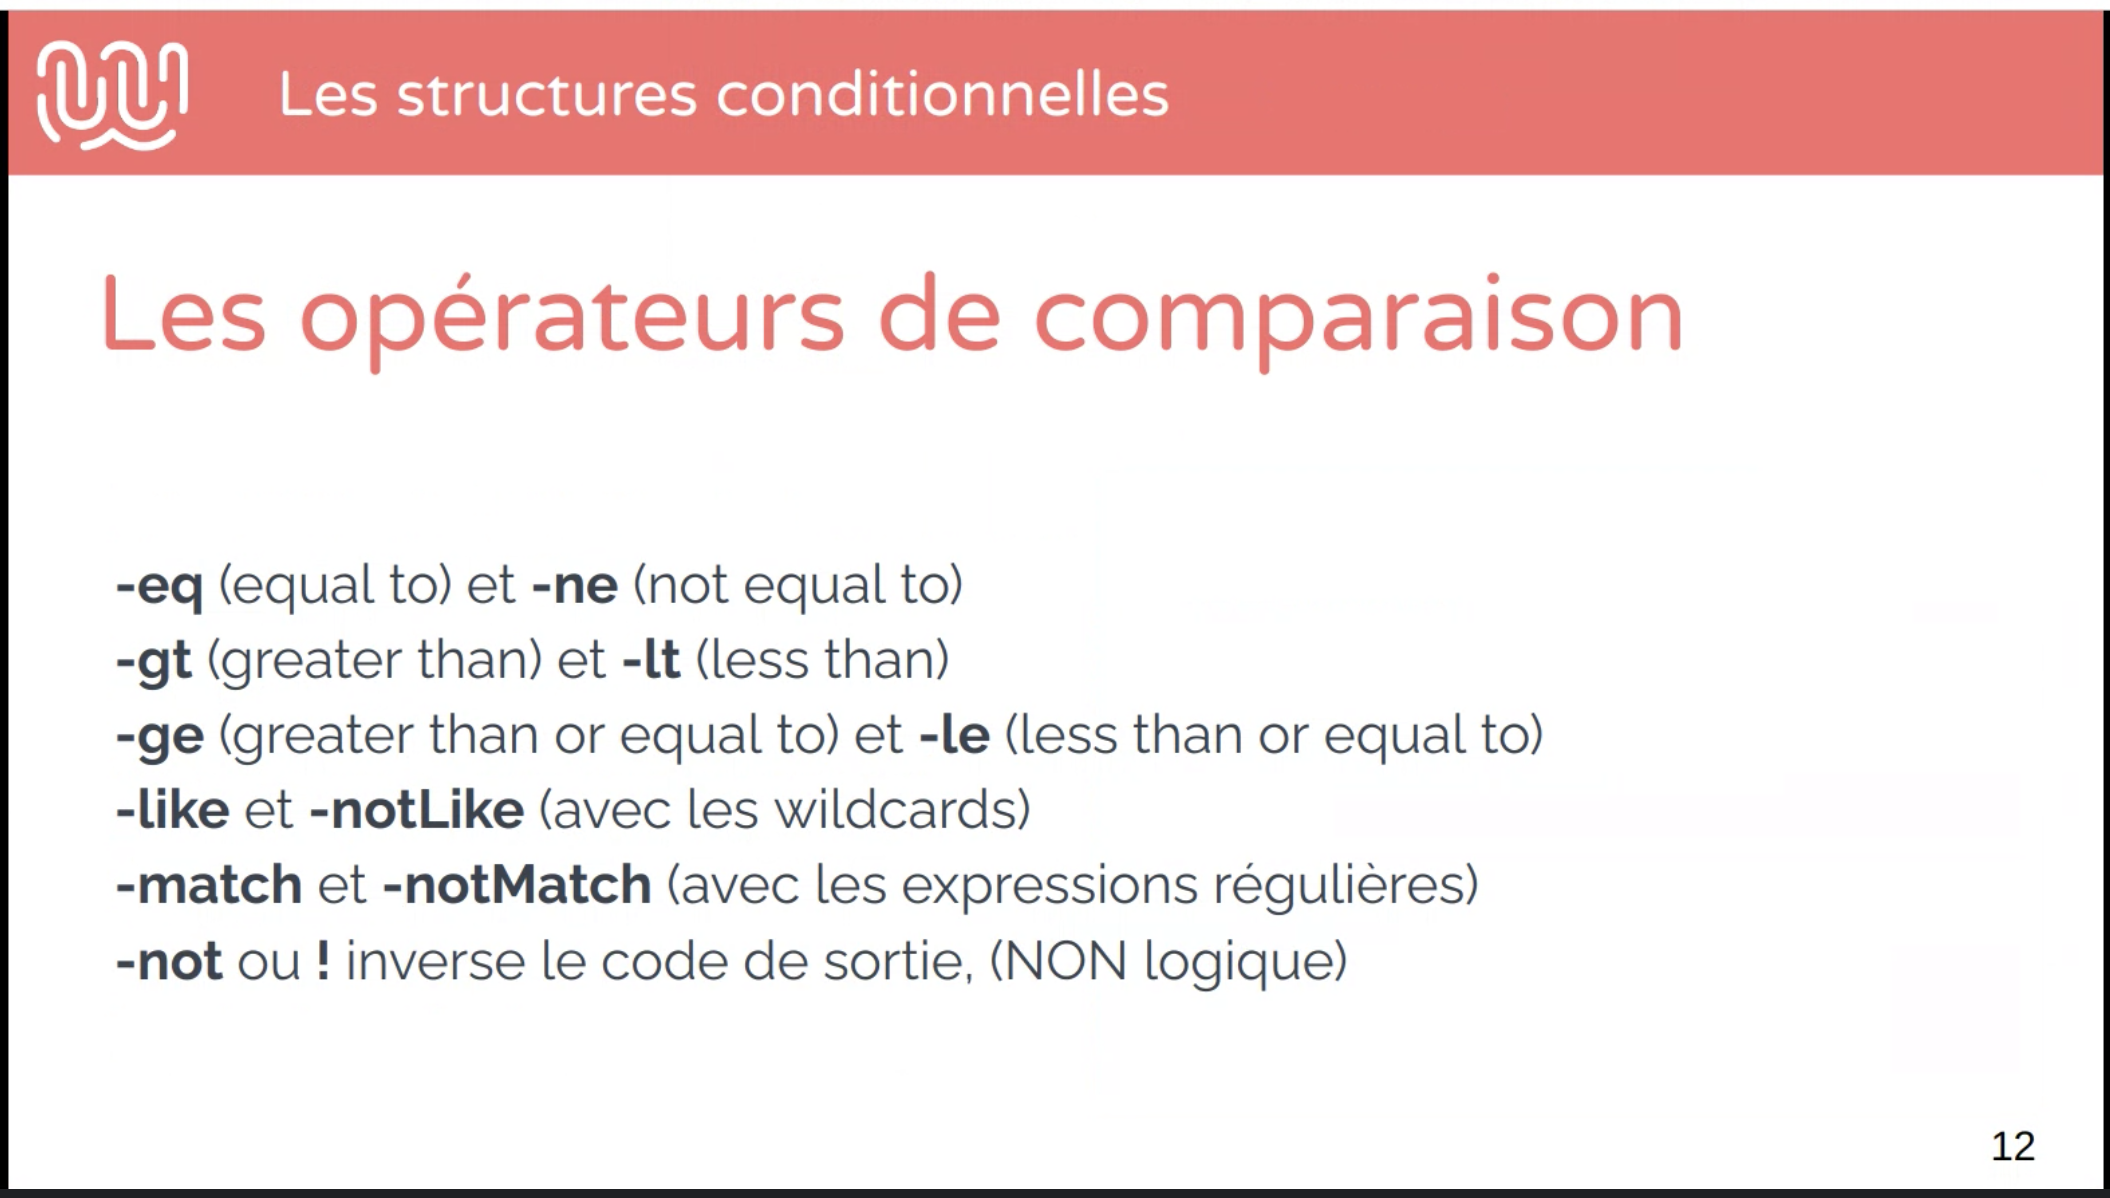 Les structures conditionnelles
Les opérateurs de comparaison
-eq (equal to) et -ne (not equal to)
-gt (greater than) et -lt (less than)
-ge (greater than or equal to) et -le (less than or equal to)
-like et -notLike (avec les wildcards)
-match et -notMatch (avec les expressions régulières)
-not ou ! inverse le code de sortie, (NON logique)
12